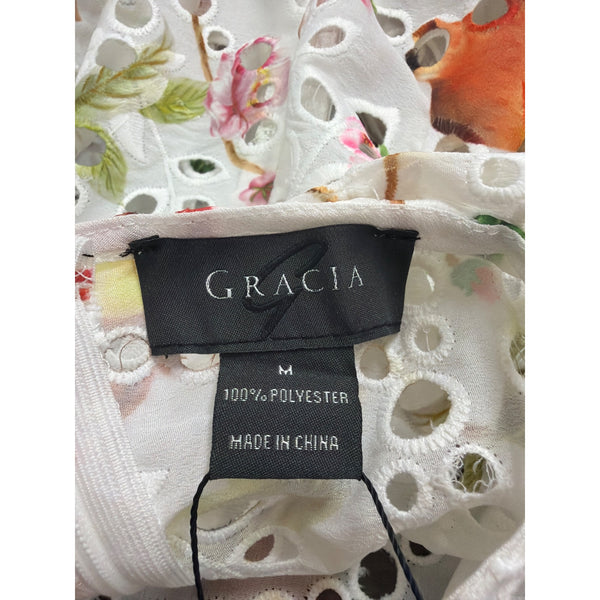 GRACIA
M
100% POLYESTER
MADE IN CHINA